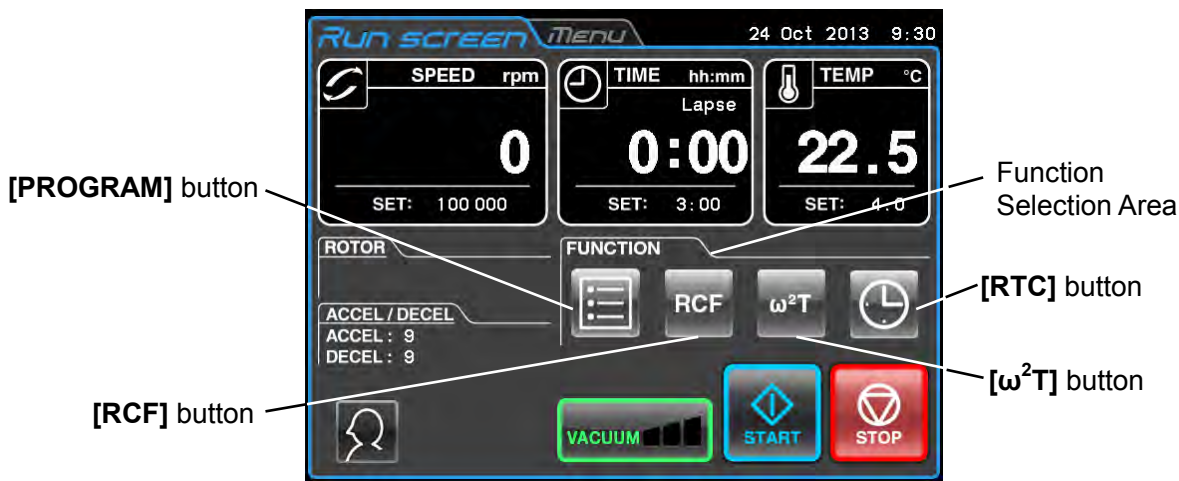 Run screen Menu 24 Oct 2013 9:30
SPEED rpm
0
SET: 100 000
TIME hh:mm
Lapse
0:00
SET: 3:00
TEMP °C
22.5
SET: 4.0
[PROGRAM] button
Function
Selection Area
ROTOR
FUNCTION
RCF
ω²T
[RTC] button
ACCEL / DECEL
ACCEL : 9
DECEL : 9
[ω²T] button
[RCF] button
VACUUM
START
STOP